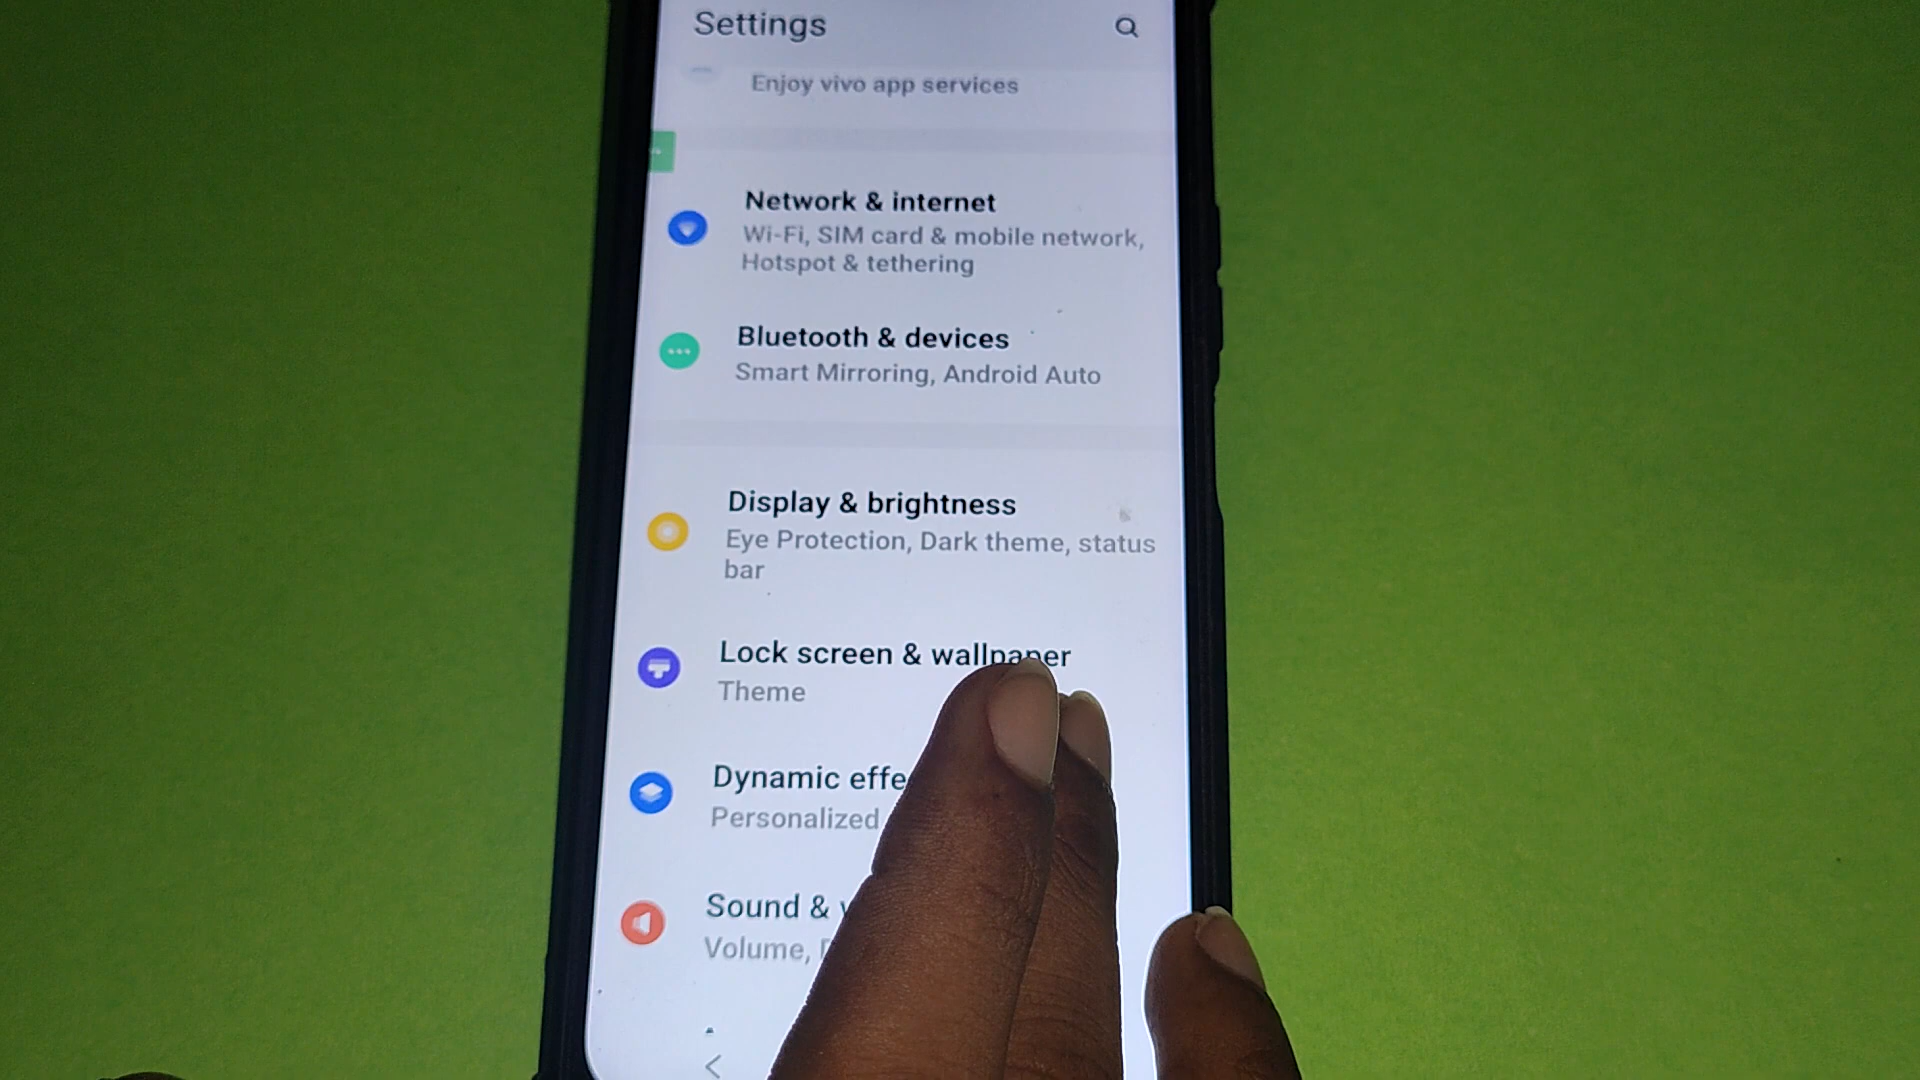 Settings
Enjoy vivo app services
Network & internet
Wi-Fi, SIM card & mobile network,
Hotspot & tethering
Bluetooth & devices
Smart Mirroring, Android Auto
Display & brightness
Eye Protection, Dark theme, status
bar
Lock screen & wallpaper
Theme
Dynamic effe
Personalized
Sound &
Volume,